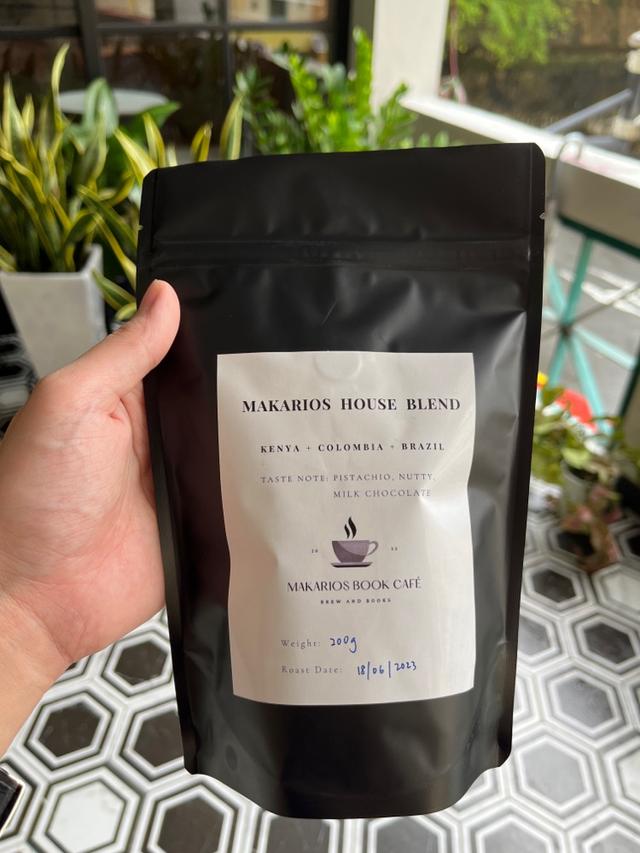 MAKARIOS HOUSE BLEND
KENYA + COLOMBIA + BRAZIL
TASTE NOTE: PISTACHIO, NUTTY,
MILK CHOCOLATE
MAKARIOS BOOK CAFÉ
BREW AND BOOKS
Weight: 200g
Roast Date: 18/06/2023